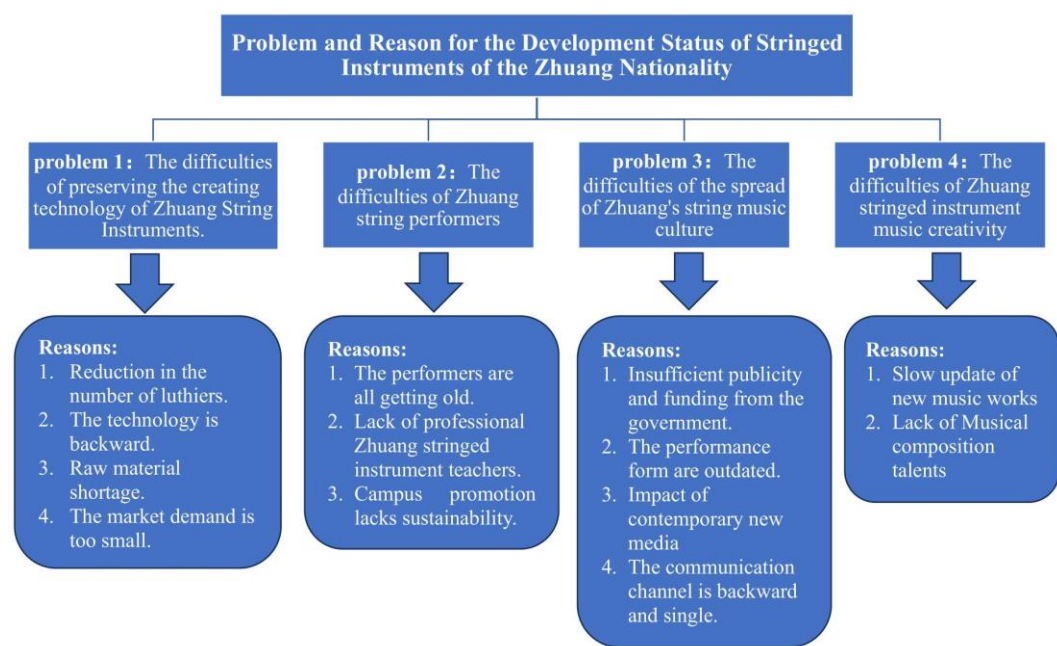 Problem and Reason for the Development Status of Stringed
Instruments of the Zhuang Nationality
problem 1：The difficulties
of preserving the creating
technology of Zhuang String
Instruments.
problem 2：The
difficulties of Zhuang
string performers
problem 3：The
difficulties of the spread
of Zhuang's string music
culture
problem 4：The
difficulties of Zhuang
stringed instrument
music creativity
Reasons:
1. Reduction in the
number of luthiers.
2. The technology is
backward.
3. Raw material
shortage.
4. The market demand is
too small.
Reasons:
1. The performers are
all getting old.
2. Lack of professional
Zhuang stringed
instrument teachers.
3. Campus promotion
lacks sustainability.
Reasons:
1. Insufficient publicity
and funding from the
government.
2. The performance
form are outdated.
3. Impact of
contemporary new
media
4. The communication
channel is backward
and single.
Reasons:
1. Slow update of
new music works
2. Lack of Musical
composition
talents